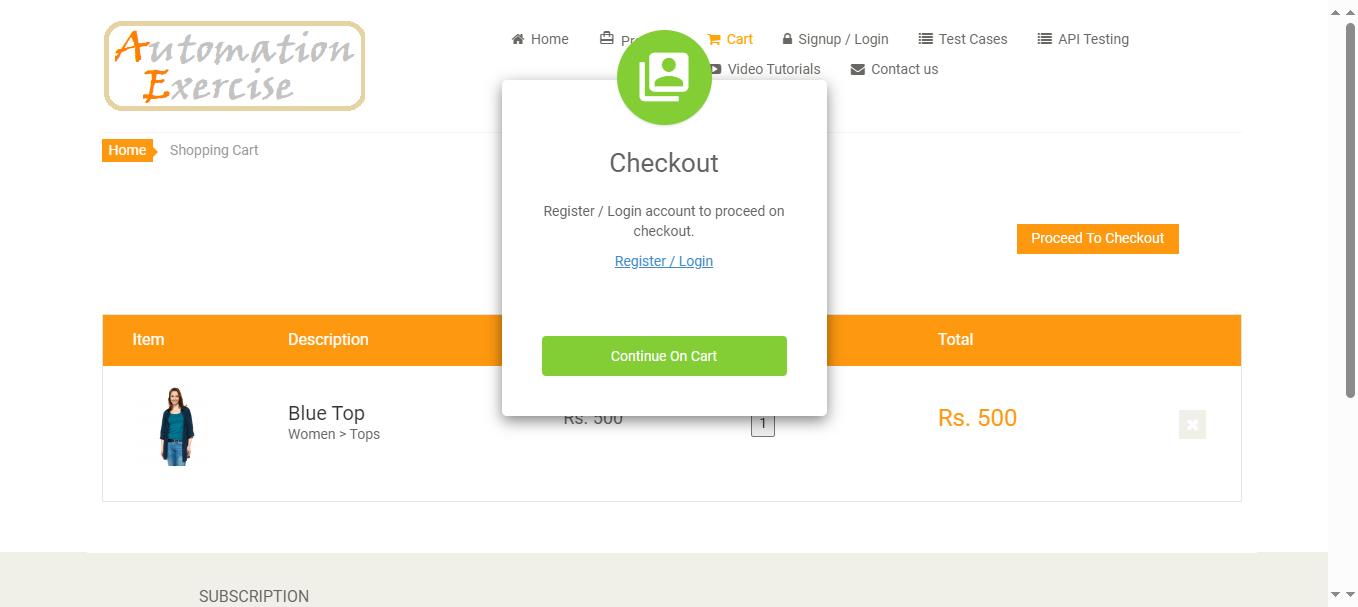 Automation
Exercise
Home
Cart
Signup / Login
Test Cases
API Testing
Video Tutorials
Contact us
Home
Shopping Cart
Checkout
Register / Login account to proceed on
checkout.
Register / Login
Continue On Cart
Proceed To Checkout
Item
Description
Total
Blue Top
Women > Tops
Rs. 500
1
Rs. 500
SUBSCRIPTION